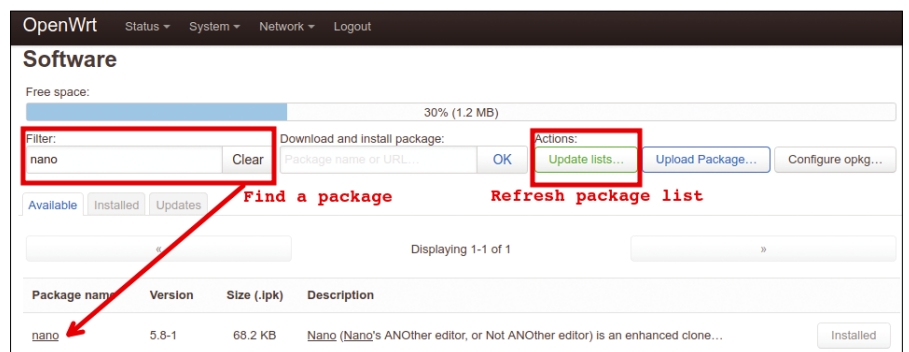 OpenWrt Status System Network Logout
Software
Free space:
30% (1.2 MB)
Filter: Download and install package: Actions:
nano Clear Package name or URL... OK Update lists... Upload Package... Configure opkg...
Find a package Refresh package list
Available Installed Updates
« Displaying 1-1 of 1 »
Package name Version Size (.ipk) Description
nano 5.8-1 68.2 KB Nano (Nano's ANOther editor, or Not ANOther editor) is an enhanced clone… Installed